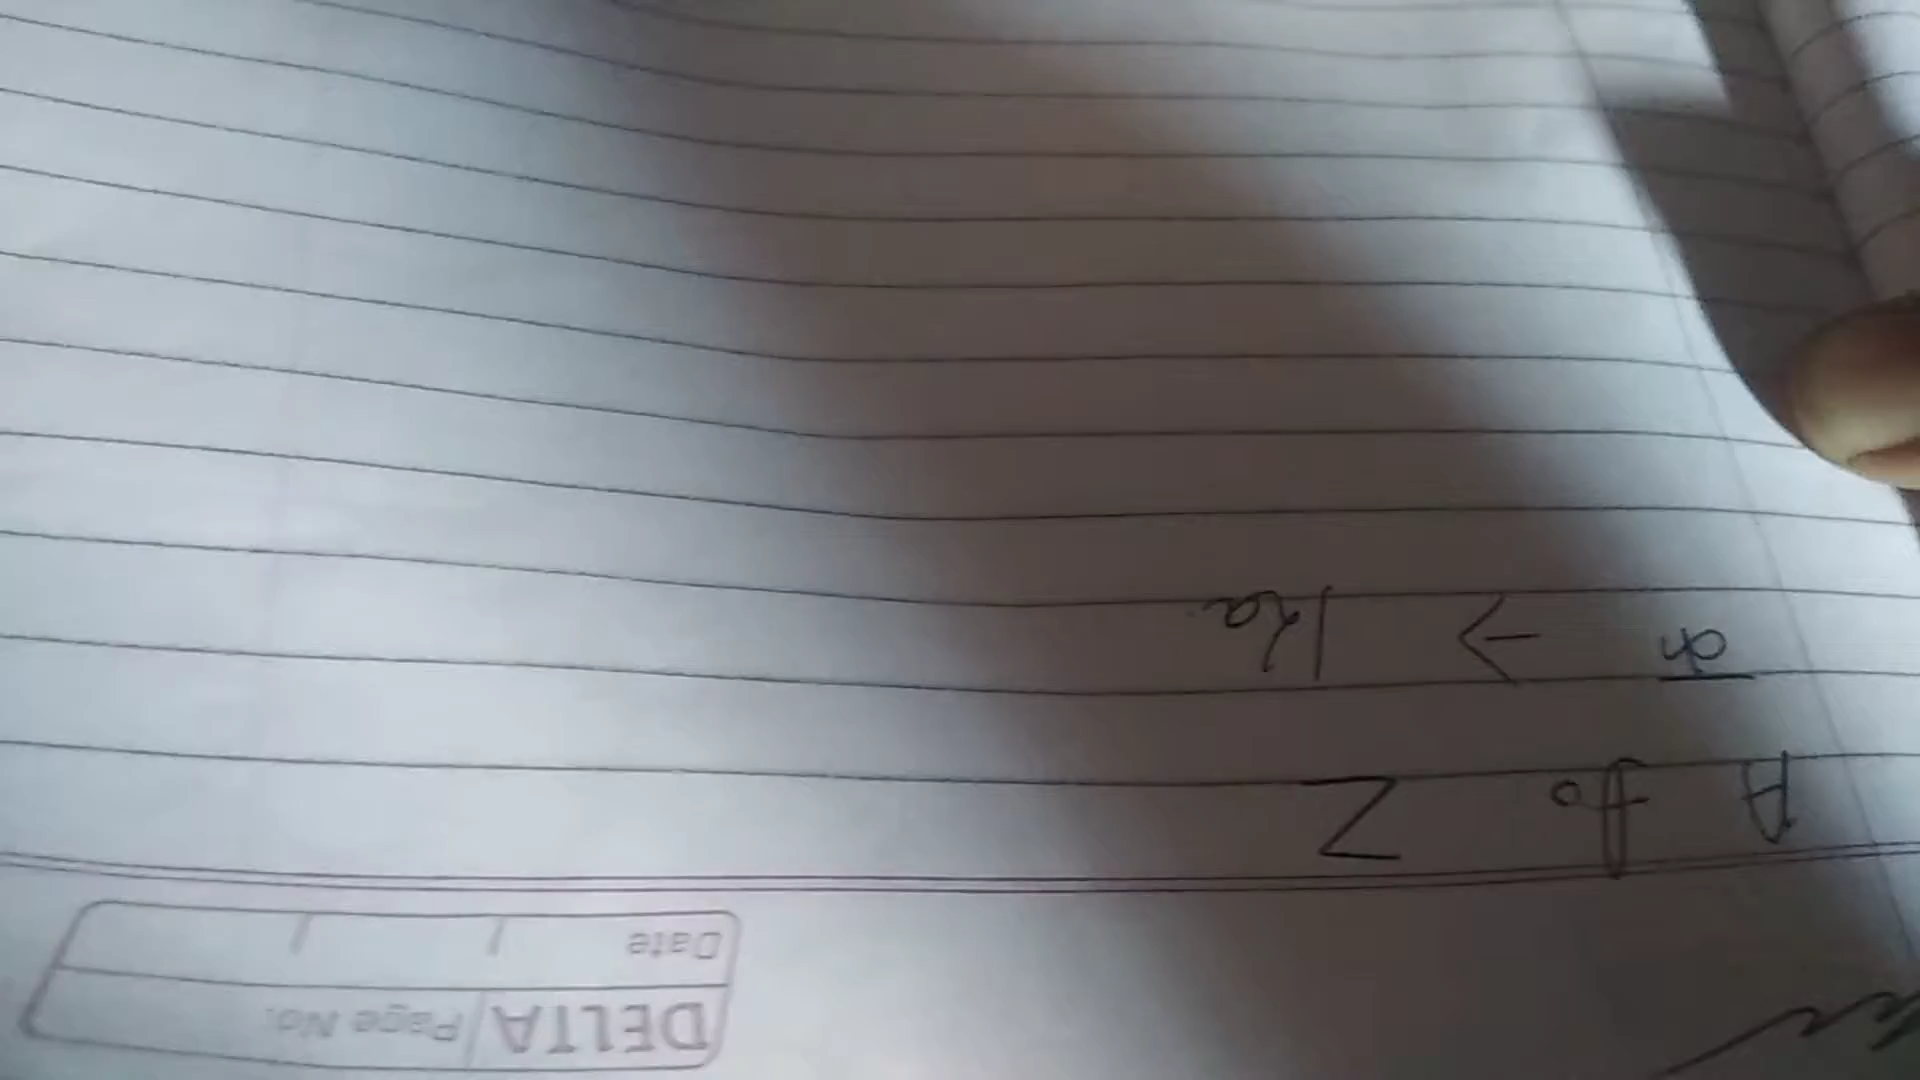 DELTA Page No.
Date / /
A to Z
क → Ka